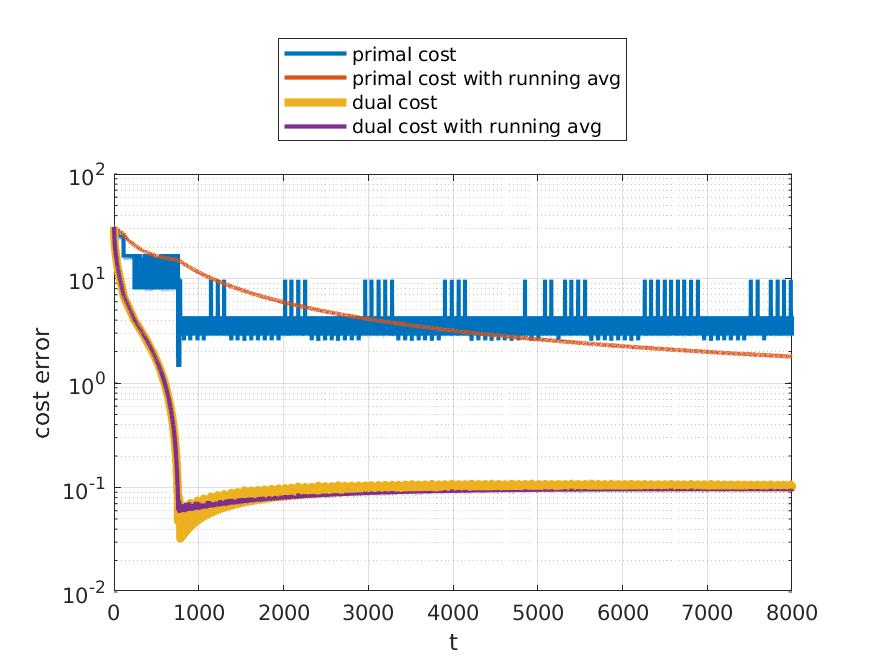 primal cost
primal cost with running avg
dual cost
dual cost with running avg
10^2
10^1
10^0
10^-1
10^-2
cost error
0 1000 2000 3000 4000 5000 6000 7000 8000
t